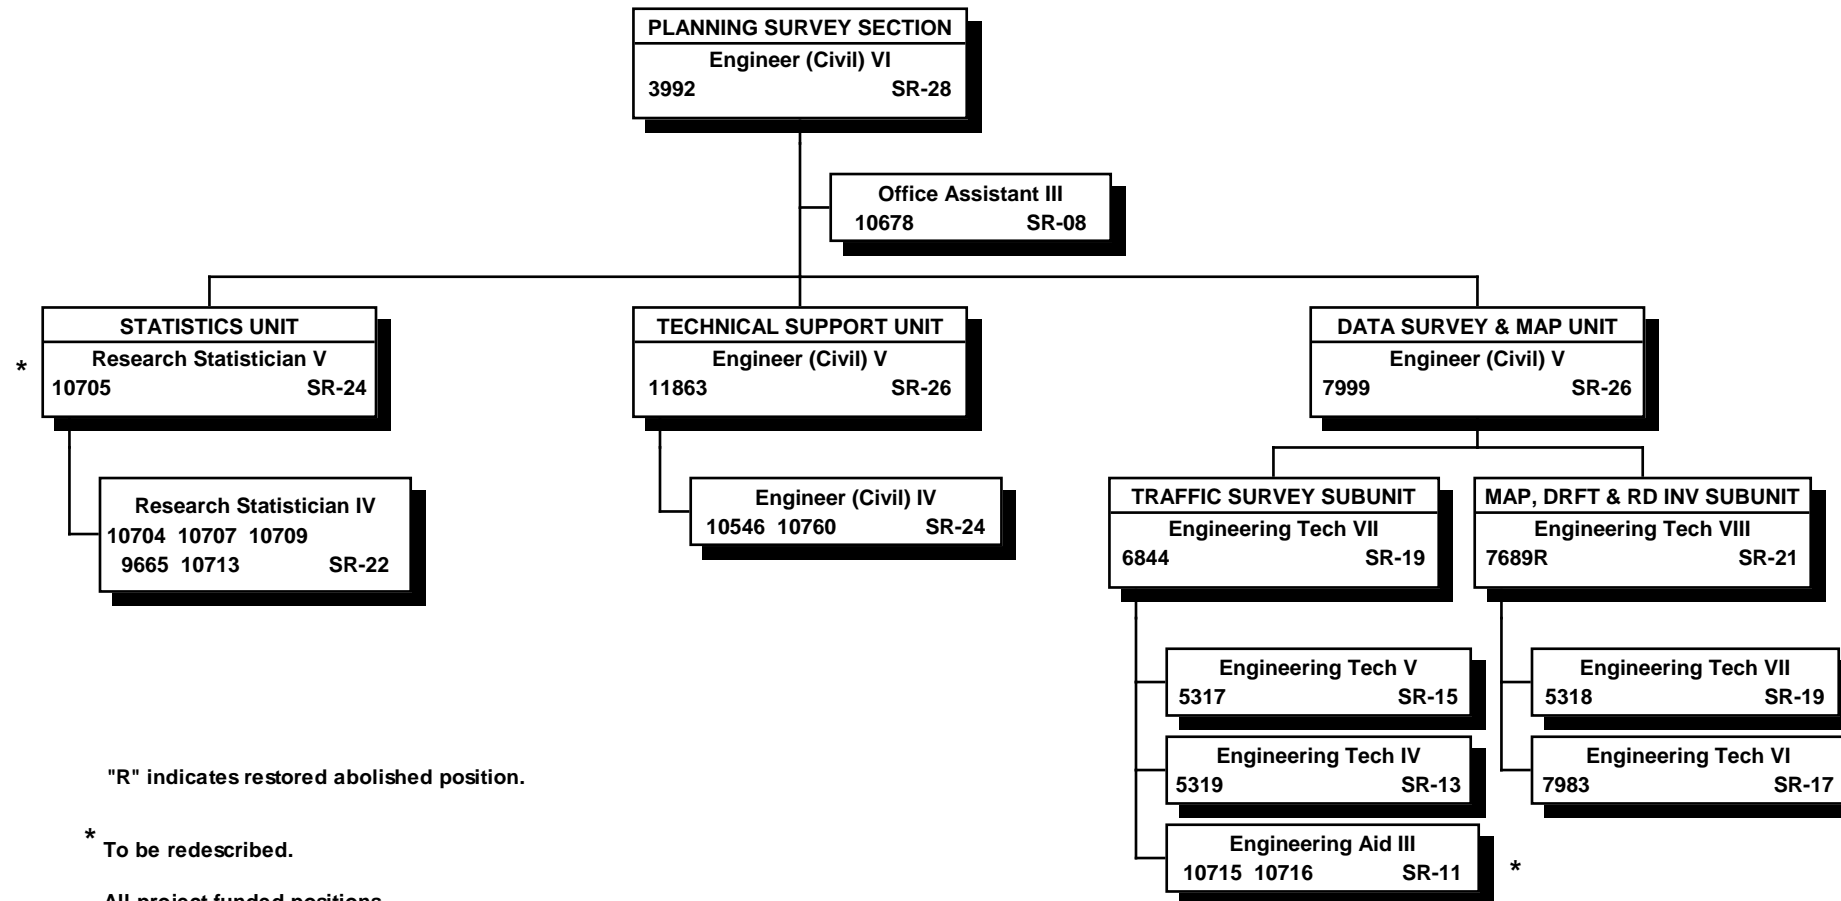 PLANNING SURVEY SECTION
Engineer (Civil) VI
3992 SR-28
Office Assistant III
10678 SR-08
STATISTICS UNIT
* Research Statistician V
10705 SR-24
Research Statistician IV
10704 10707 10709
9665 10713 SR-22
TECHNICAL SUPPORT UNIT
Engineer (Civil) V
11863 SR-26
Engineer (Civil) IV
10546 10760 SR-24
DATA SURVEY & MAP UNIT
Engineer (Civil) V
7999 SR-26
TRAFFIC SURVEY SUBUNIT
Engineering Tech VII
6844 SR-19
Engineering Tech V
5317 SR-15
Engineering Tech IV
5319 SR-13
Engineering Aid III
10715 10716 SR-11 *
MAP, DRFT & RD INV SUBUNIT
Engineering Tech VIII
7689R SR-21
Engineering Tech VII
5318 SR-19
Engineering Tech VI
7983 SR-17
"R" indicates restored abolished position.
* To be redescribed.
All project funded positions